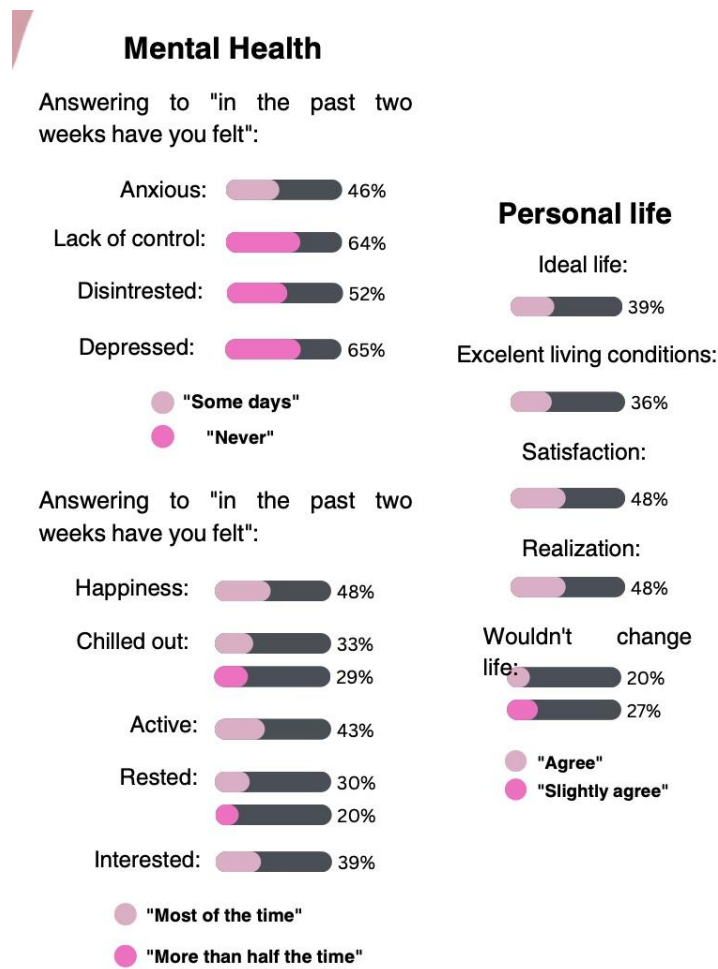 Mental Health
Answering to "in the past two
weeks have you felt":
Anxious: 46%
Lack of control: 64%
Disintrested: 52%
Depressed: 65%
"Some days"
"Never"
Answering to "in the past two
weeks have you felt":
Happiness: 48%
Chilled out: 33%
29%
Active: 43%
Rested: 30%
20%
Interested: 39%
"Most of the time"
"More than half the time"
Personal life
Ideal life:
39%
Excelent living conditions:
36%
Satisfaction:
48%
Realization:
48%
Wouldn't change
life: 20%
27%
"Agree"
"Slightly agree"